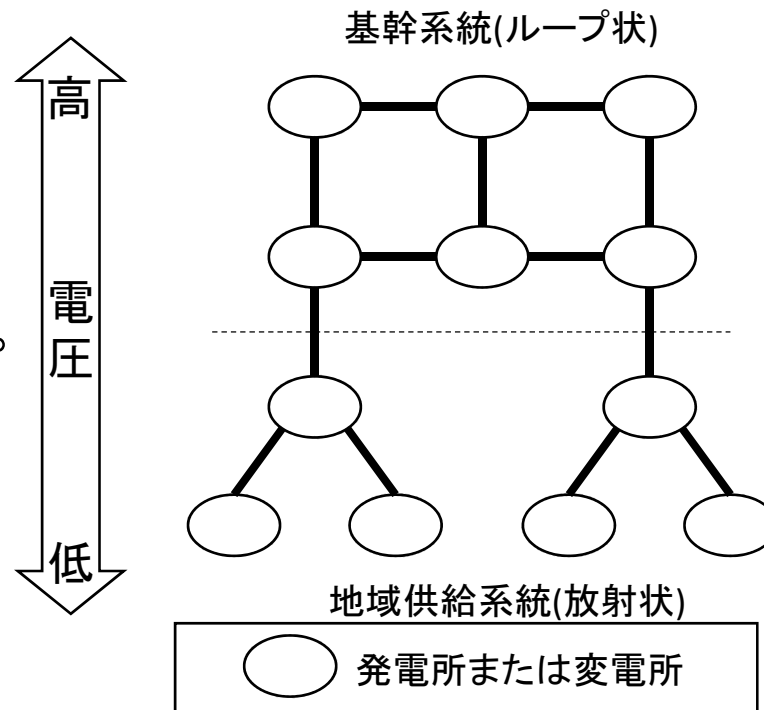 基幹系統(ループ状)
高
電圧
低
。
地域供給系統(放射状)
発電所または変電所